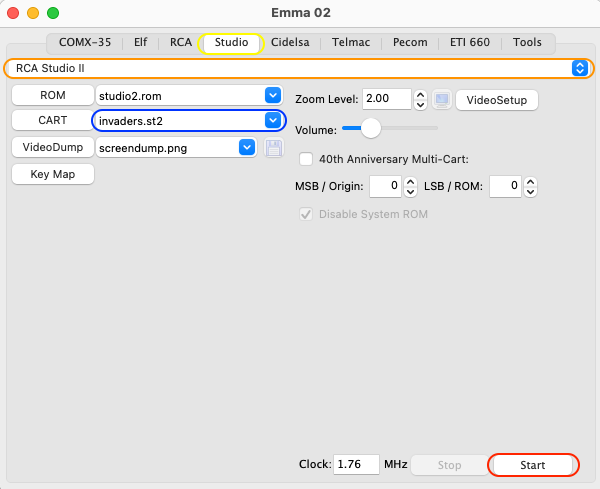 Emma 02
COMX-35 Elf RCA Studio Cidelsa Telmac Pecom ETI 660 Tools
RCA Studio II
ROM studio2.rom Zoom Level: 2.00 VideoSetup
CART invaders.st2 Volume:
VideoDump screendump.png 40th Anniversary Multi-Cart:
Key Map MSB / Origin: 0 LSB / ROM: 0
Disable System ROM
Clock: 1.76 MHz Stop Start